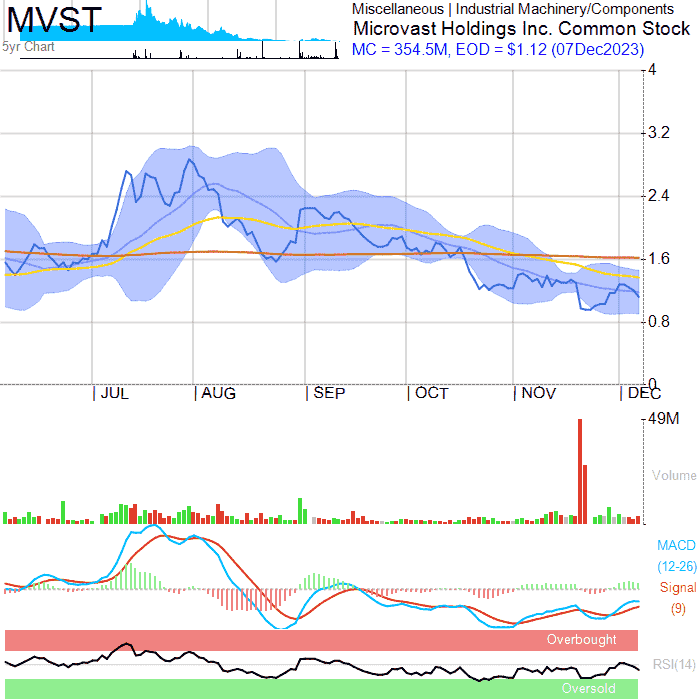 MVST
5yr Chart
Miscellaneous | Industrial Machinery/Components
Microvast Holdings Inc. Common Stock
MC = 354.5M, EOD = $1.12 (07Dec2023)
4
3.2
2.4
1.6
0.8
0
JUL AUG SEP OCT NOV DEC
49M
Volume
MACD
(12-26)
Signal
(9)
Overbought
RSI(14)
Oversold